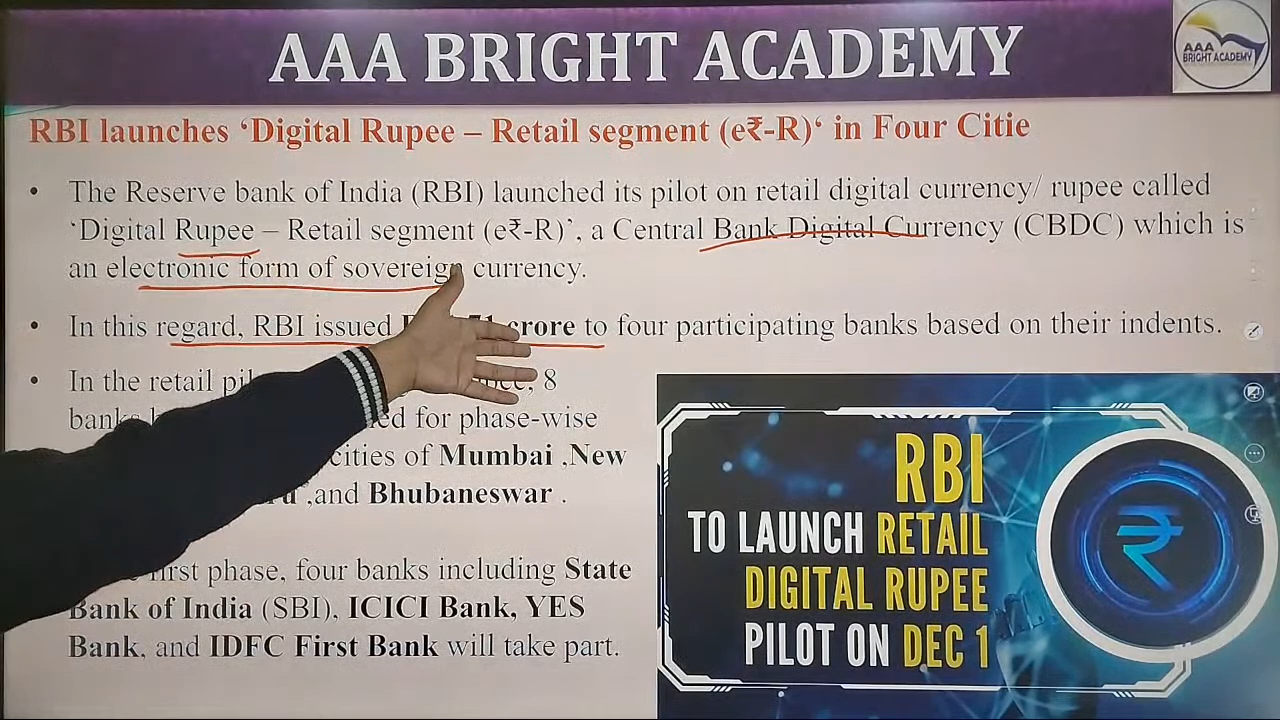 AAA BRIGHT ACADEMY
AAA
BRIGHT ACADEMY
RBI launches ‘Digital Rupee – Retail segment (e₹-R)‘ in Four Citie
• The Reserve bank of India (RBI) launched its pilot on retail digital currency/ rupee called
‘Digital Rupee – Retail segment (e₹-R)’, a Central Bank Digital Currency (CBDC) which is
an electronic form of sovereign currency.
• In this regard, RBI issued crore to four participating banks based on their indents.
• In the retail 8
for phase-wise
cities of Mumbai ,New
,and Bhubaneswar .
first phase, four banks including State
Bank of India (SBI), ICICI Bank, YES
Bank, and IDFC First Bank will take part.
RBI
TO LAUNCH RETAIL
DIGITAL RUPEE
PILOT ON DEC 1
₹